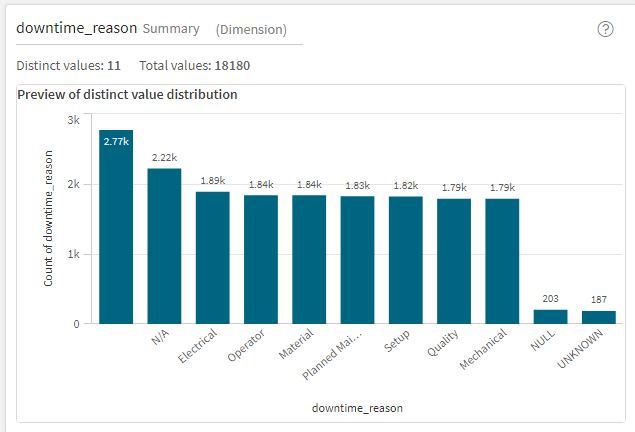 downtime_reason Summary (Dimension)
?
Distinct values: 11 Total values: 18180
Preview of distinct value distribution
3k
2k
1k
0
Count of downtime_reason
2.77k
2.22k
1.89k
1.84k
1.84k
1.83k
1.82k
1.79k
1.79k
203
187
N/A
Electrical
Operator
Material
Planned Mai...
Setup
Quality
Mechanical
NULL
UNKNOWN
downtime_reason